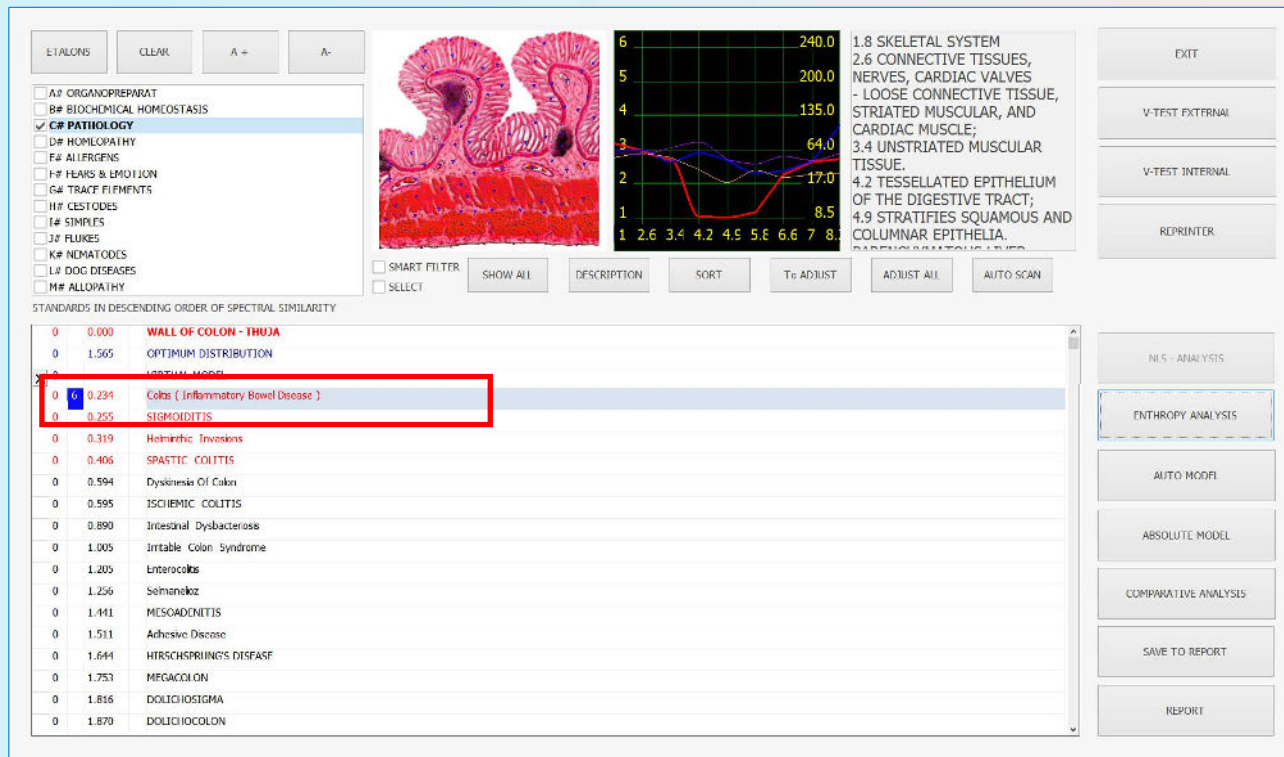 ETALONS CLEAR A + A-
A# ORGANOPREPARAT
B# BIOCHEMICAL HOMEOSTASIS
C# PATHOLOGY
D# HOMEOPATHY
E# ALLERGENS
F# FEARS & EMOTION
G# TRACE ELEMENTS
H# CESTODES
I# SIMPLES
J# FLUKES
K# NEMATODES
L# DOG DISEASES
M# ALLOPATHY
6 240.0
5 200.0
4 135.0
3 64.0
2 17.0
1 8.5
1 2.6 3.4 4.2 4.9 5.8 6.6 7 8.
1.8 SKELETAL SYSTEM
2.6 CONNECTIVE TISSUES,
NERVES, CARDIAC VALVES
- LOOSE CONNECTIVE TISSUE,
STRIATED MUSCULAR, AND
CARDIAC MUSCLE;
3.4 UNSTRIATED MUSCULAR
TISSUE.
4.2 TESSELLATED EPITHELIUM
OF THE DIGESTIVE TRACT;
4.9 STRATIFIES SQUAMOUS AND
COLUMNAR EPITHELIA.
PARENCHYMATOUS LIVER
EXIT
V-TEST EXTERNAL
V-TEST INTERNAL
REPRINTER
SMART FILTER
SELECT
SHOW ALL DESCRIPTION SORT To ADJUST ADJUST ALL AUTO SCAN
STANDARDS IN DESCENDING ORDER OF SPECTRAL SIMILARITY
0 0.000 WALL OF COLON - THUJA
0 1.565 OPTIMUM DISTRIBUTION
0 VIRTUAL MODEL
0 6 0.234 Colitis ( Inflammatory Bowel Disease )
0 0.255 SIGMOIDITIS
0 0.319 Helminthic Invasions
0 0.406 SPASTIC COLITIS
0 0.594 Dyskinesia Of Colon
0 0.595 ISCHEMIC COLITIS
0 0.890 Intestinal Dysbacteriosis
0 1.005 Irritable Colon Syndrome
0 1.205 Enterocolitis
0 1.256 Selmaneloz
0 1.441 MESOADENITIS
0 1.511 Adhesive Disease
0 1.644 HIRSCHSPRUNG'S DISEASE
0 1.753 MEGACOLON
0 1.816 DOLICHOSIGMA
0 1.870 DOLICHOCOLON
NLS - ANALYSIS
ENTHROPY ANALYSIS
AUTO MODEL
ABSOLUTE MODEL
COMPARATIVE ANALYSIS
SAVE TO REPORT
REPORT